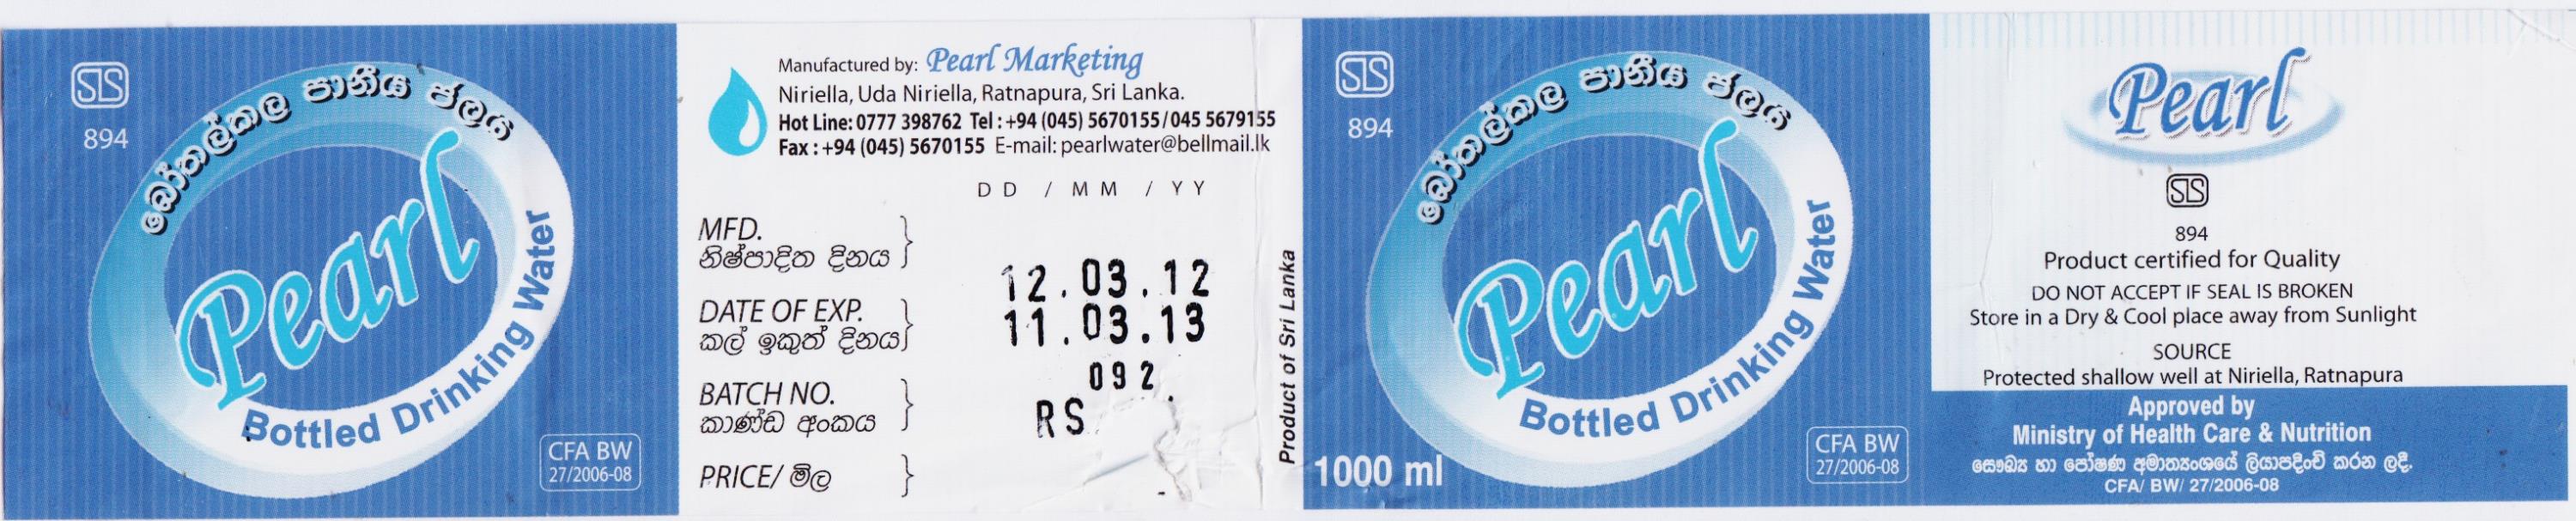 SLS
894
බෝතල්කල පානීය ජලය
Pearl
Bottled Drinking Water
CFA BW
27/2006-08
Manufactured by: Pearl Marketing
Niriella, Uda Niriella, Ratnapura, Sri Lanka.
Hot Line: 0777 398762 Tel : +94 (045) 5670155 / 045 5679155
Fax : +94 (045) 5670155 E-mail: pearlwater@bellmail.lk
DD / MM / YY
MFD.
නිෂ්පාදිත දිනය
12.03.12
DATE OF EXP.
කල් ඉකුත් දිනය
11.03.13
BATCH NO.
කාණ්ඩ අංකය
092
RS
PRICE/ මිල
Product of Sri Lanka
SLS
894
බෝතල්කල පානීය ජලය
Pearl
Bottled Drinking Water
1000 ml
CFA BW
27/2006-08
Pearl
SLS
894
Product certified for Quality
DO NOT ACCEPT IF SEAL IS BROKEN
Store in a Dry & Cool place away from Sunlight
SOURCE
Protected shallow well at Niriella, Ratnapura
Approved by
Ministry of Health Care & Nutrition
සෞඛ්‍ය හා පෝෂණ අමාත්‍යංශයේ ලියාපදිංචි කරන ලදී.
CFA/ BW/ 27/2006-08